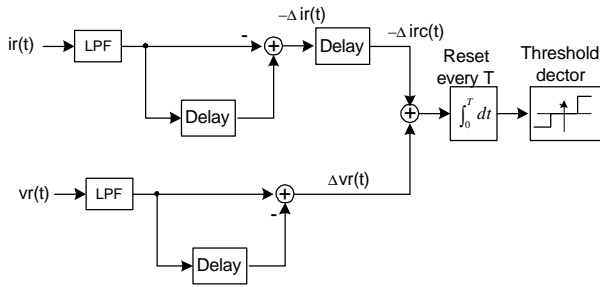 -Δ ir(t)
-Δ irc(t)
ir(t)
LPF
-
+
Delay
Delay
Reset
every T
Threshold
dector
+
∫₀ᵀ dt
vr(t)
LPF
+
Δvr(t)
-
Delay